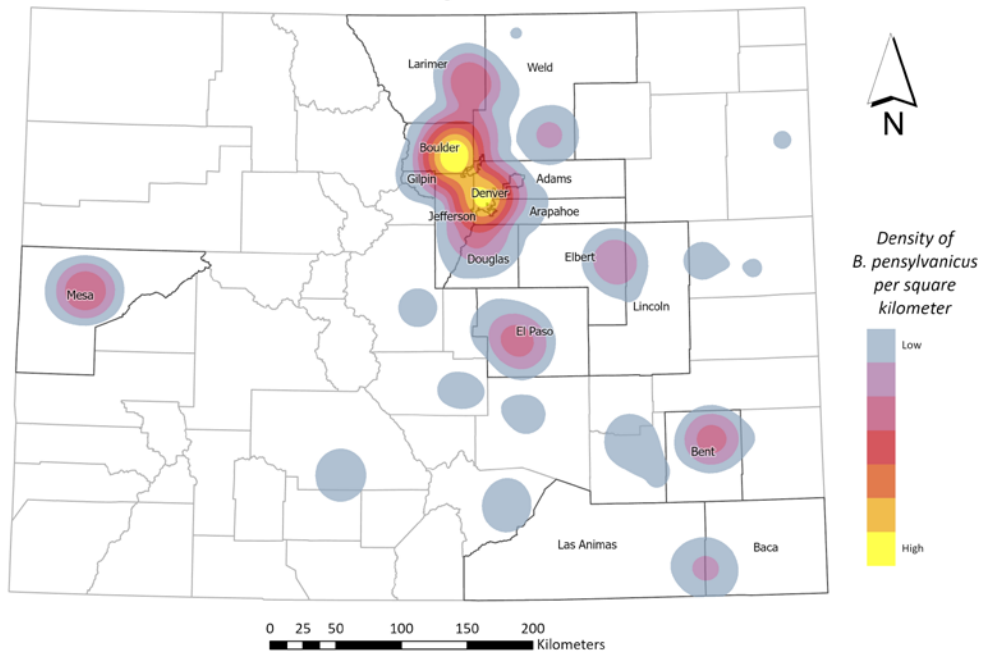 Larimer
Weld
Boulder
Gilpin
Adams
Denver
Jefferson
Arapahoe
Douglas
Elbert
Mesa
Lincoln
El Paso
Bent
Las Animas
Baca
N
Density of
B. pensylvanicus
per square
kilometer
Low
High
0 25 50 100 150 200
Kilometers